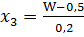 x₃ = (W-0,5)/(0,2)